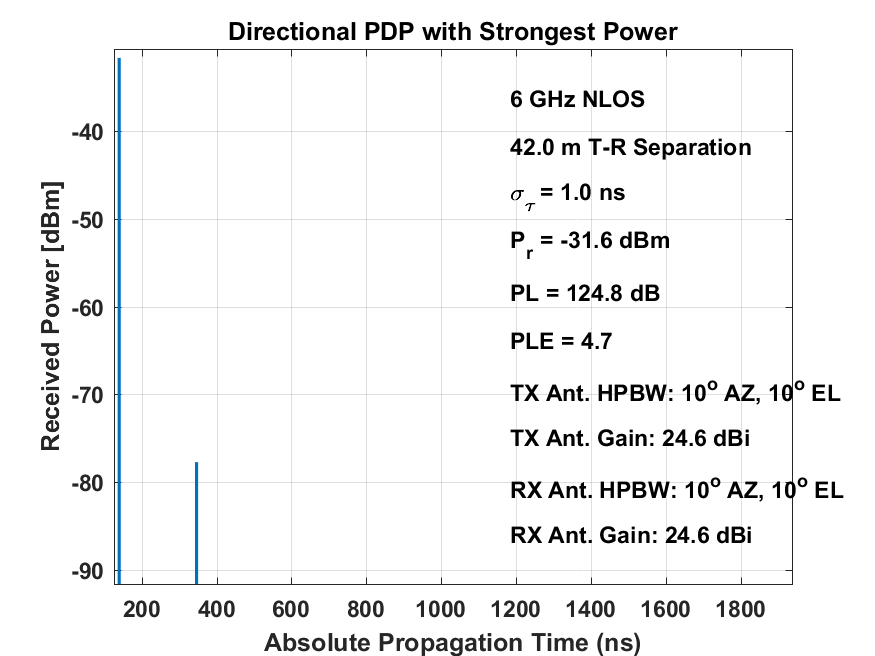 Directional PDP with Strongest Power
Received Power [dBm]
-40
-50
-60
-70
-80
-90
6 GHz NLOS
42.0 m T-R Separation
στ = 1.0 ns
Pr = -31.6 dBm
PL = 124.8 dB
PLE = 4.7
TX Ant. HPBW: 10° AZ, 10° EL
TX Ant. Gain: 24.6 dBi
RX Ant. HPBW: 10° AZ, 10° EL
RX Ant. Gain: 24.6 dBi
200 400 600 800 1000 1200 1400 1600 1800
Absolute Propagation Time (ns)